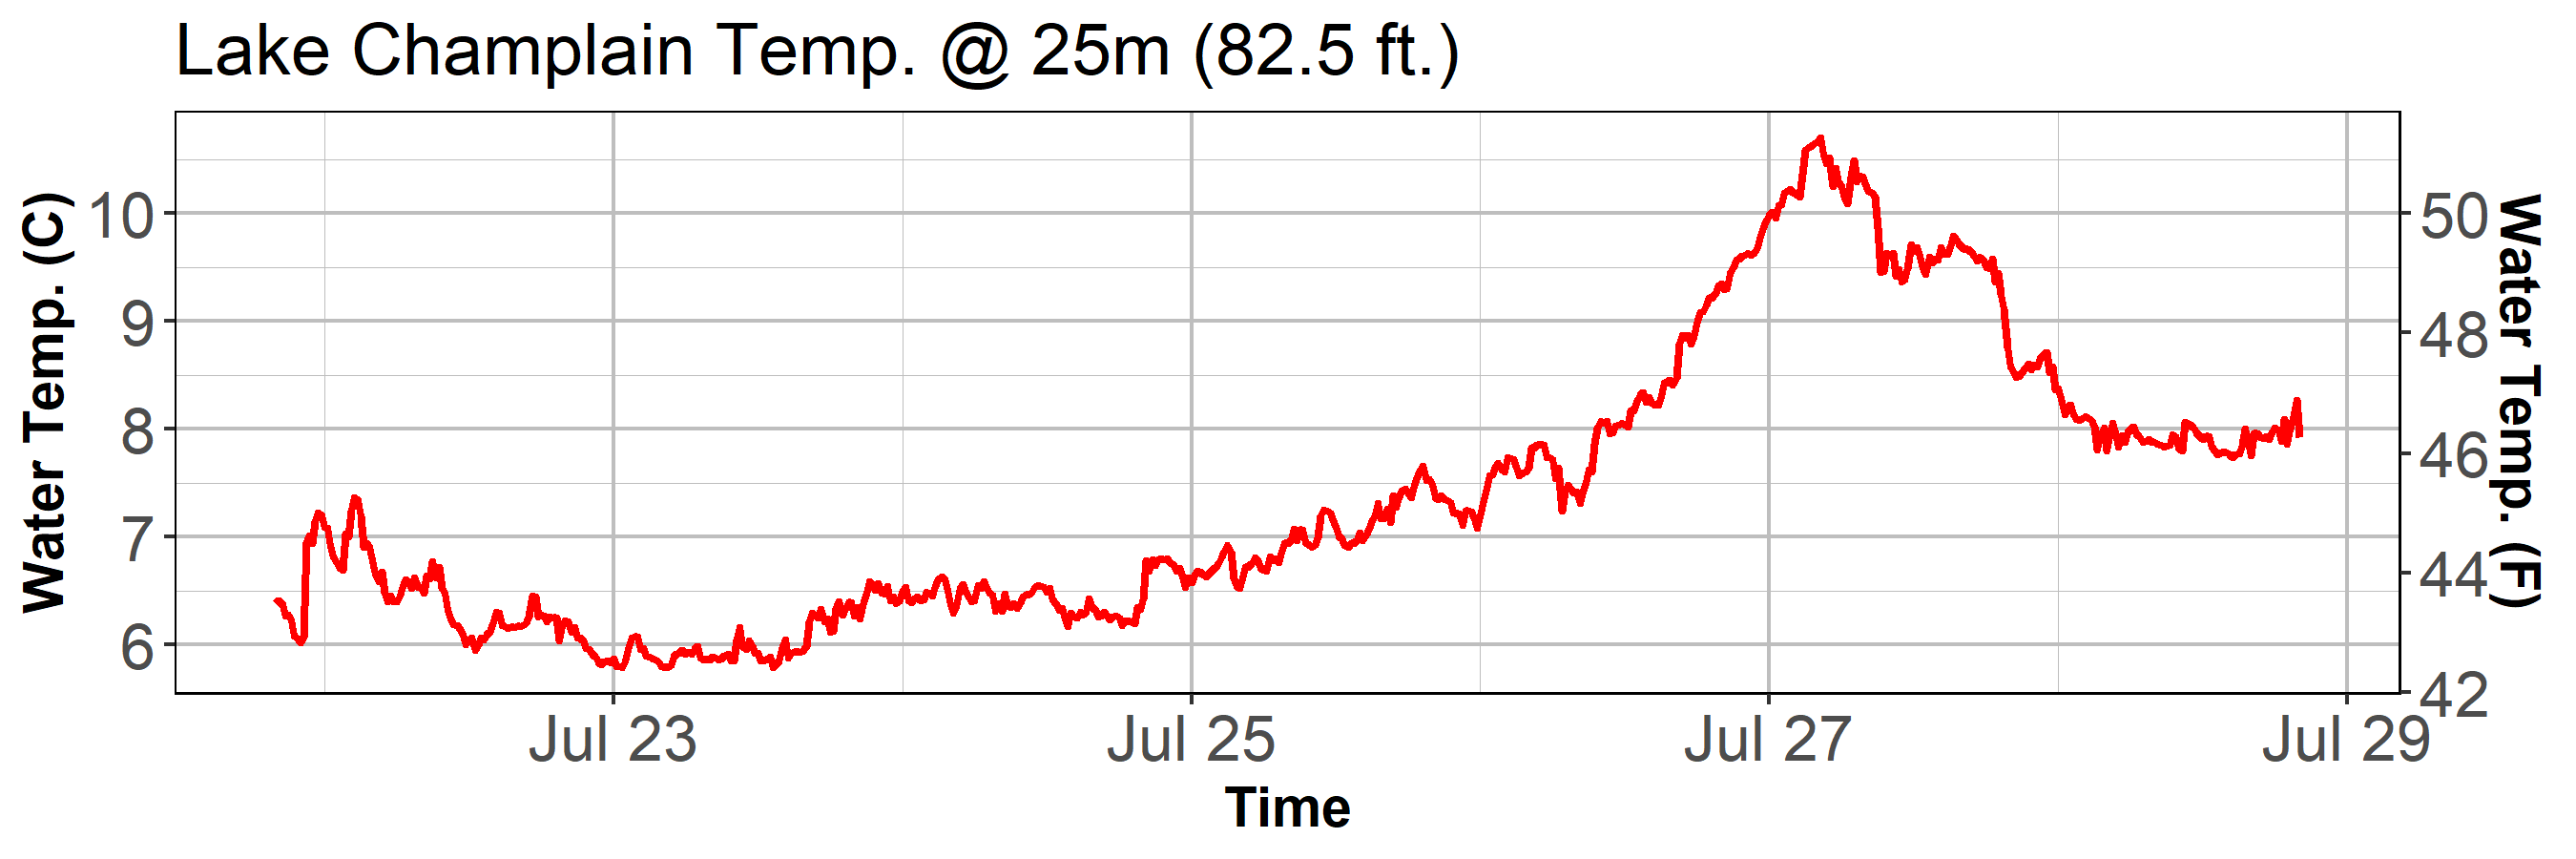 Lake Champlain Temp. @ 25m (82.5 ft.)
Water Temp. (C)
10
9
8
7
6
50
48
46
44
42
Water Temp. (F)
Jul 23
Jul 25
Jul 27
Jul 29
Time